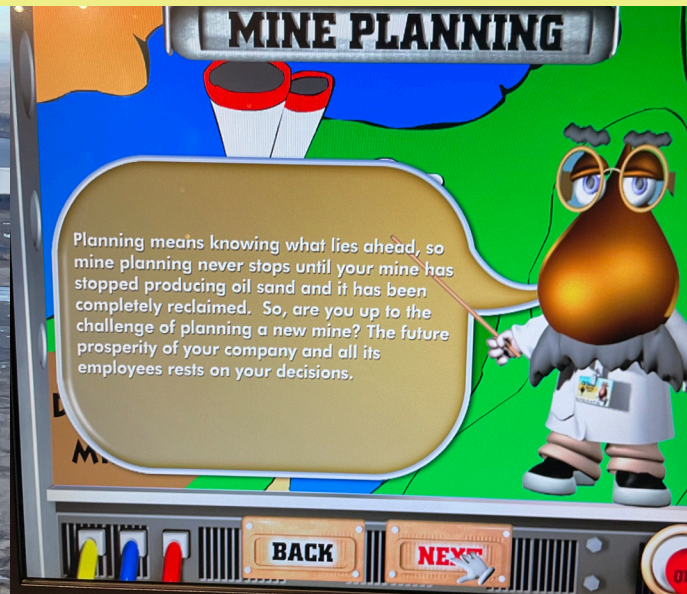 MINE PLANNING
Planning means knowing what lies ahead, so
mine planning never stops until your mine has
stopped producing oil sand and it has been
completely reclaimed.  So, are you up to the
challenge of planning a new mine? The future
prosperity of your company and all its
employees rests on your decisions.
BACK
NEXT